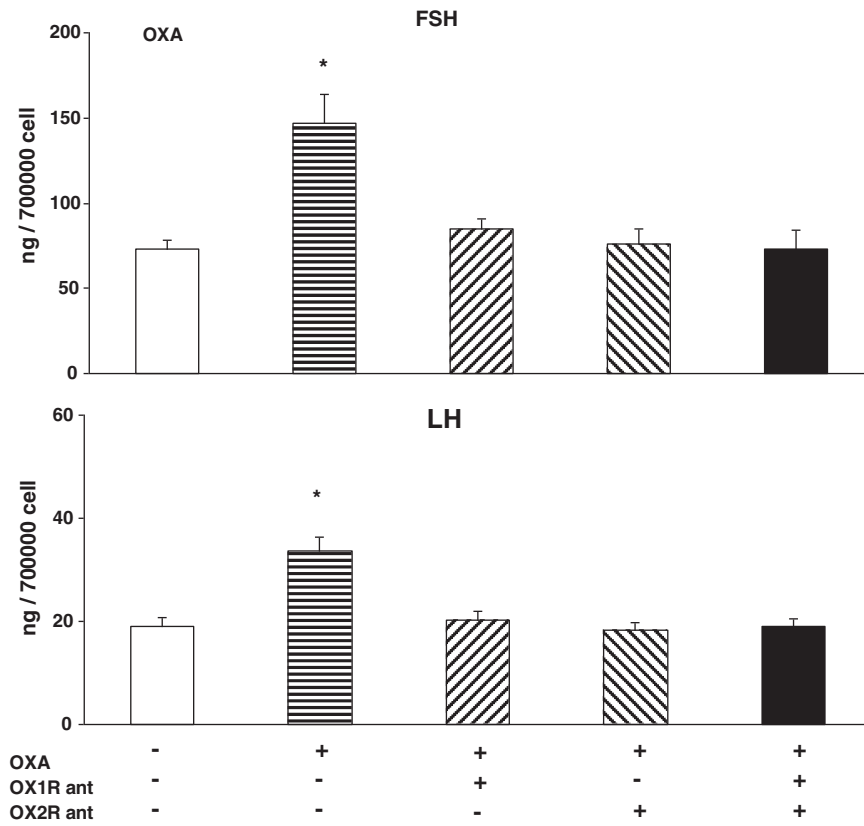 FSH
200
OXA
*
150
ng / 700000 cell
100
50
0
60
LH
*
40
ng / 700000 cell
20
0
OXA - + + + +
OX1R ant - - + - +
OX2R ant - - - + +